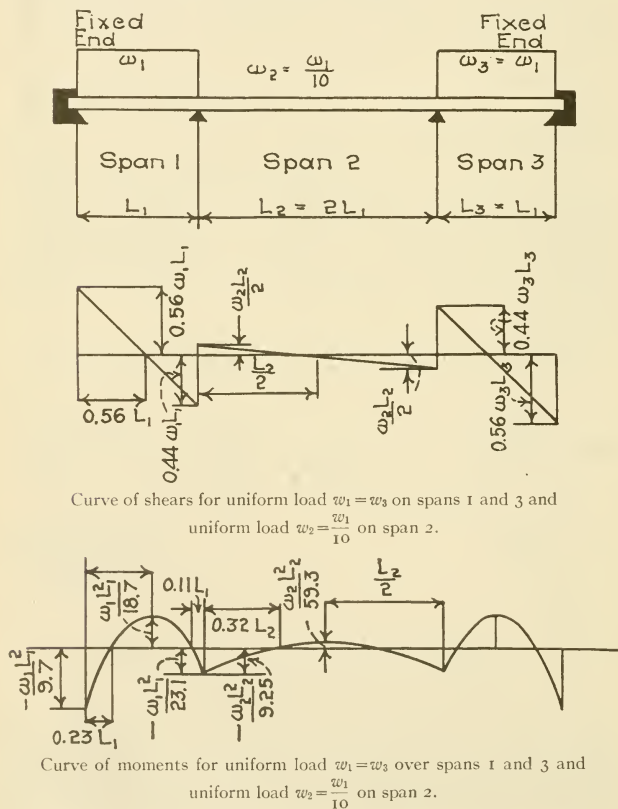 Fixed End
Fixed End
ω₁
ω₂ = ω₁/10
ω₃ = ω₁
Span 1
Span 2
Span 3
L₁
L₂ = 2L₁
L₃ = L₁
0.56 ω₁L₁
ω₂L₂/2
0.44 ω₃L₃
L₂/2
0.56 L₁
0.44 ω₁L₁
ω₂L₂/2
0.56 ω₃L₃
Curve of shears for uniform load w₁=w₃ on spans 1 and 3 and
uniform load w₂=w₁/10 on span 2.
ω₁L₁²/18.7
0.11L₁
0.32 L₂
ω₂L₂²/59.3
L₂/2
-ω₁L₁²/9.7
-ω₁L₁²/23.1
-ω₂L₂²/9.25
0.23 L₁
Curve of moments for uniform load w₁=w₃ over spans 1 and 3 and
uniform load w₂=w₁/10 on span 2.